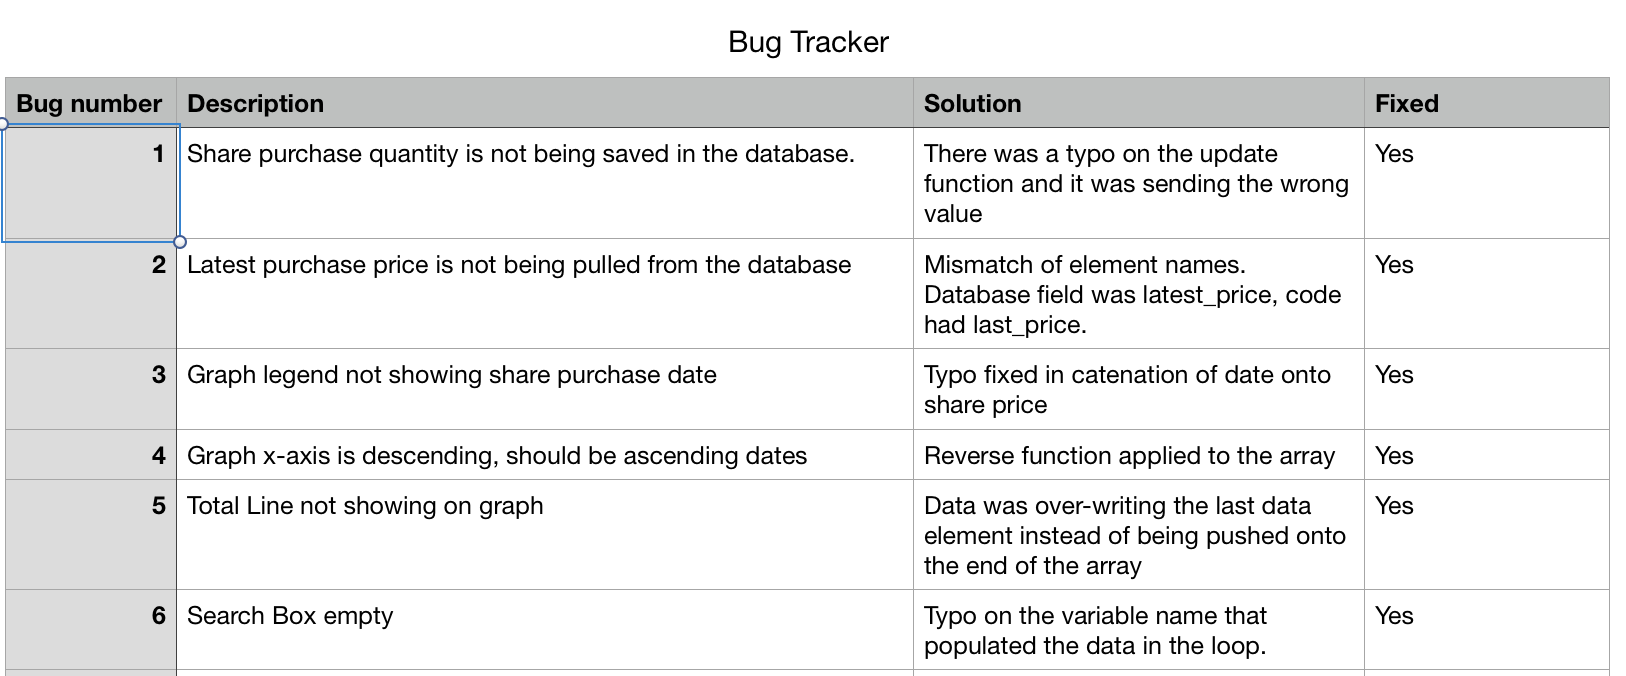 Bug Tracker
Bug number Description Solution Fixed
1 Share purchase quantity is not being saved in the database. There was a typo on the update Yes
function and it was sending the wrong
value
2 Latest purchase price is not being pulled from the database Mismatch of element names. Yes
Database field was latest_price, code
had last_price.
3 Graph legend not showing share purchase date Typo fixed in catenation of date onto Yes
share price
4 Graph x-axis is descending, should be ascending dates Reverse function applied to the array Yes
5 Total Line not showing on graph Data was over-writing the last data Yes
element instead of being pushed onto
the end of the array
6 Search Box empty Typo on the variable name that Yes
populated the data in the loop.